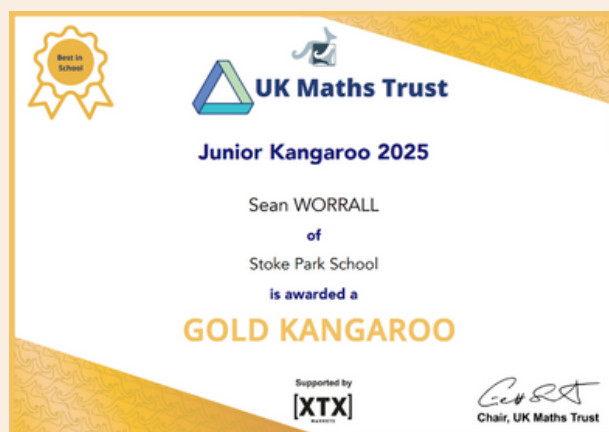 Best in
School
UK Maths Trust
Junior Kangaroo 2025
Sean WORRALL
of
Stoke Park School
is awarded a
GOLD KANGAROO
Supported by
[XTX]
MARKETS
Chair, UK Maths Trust